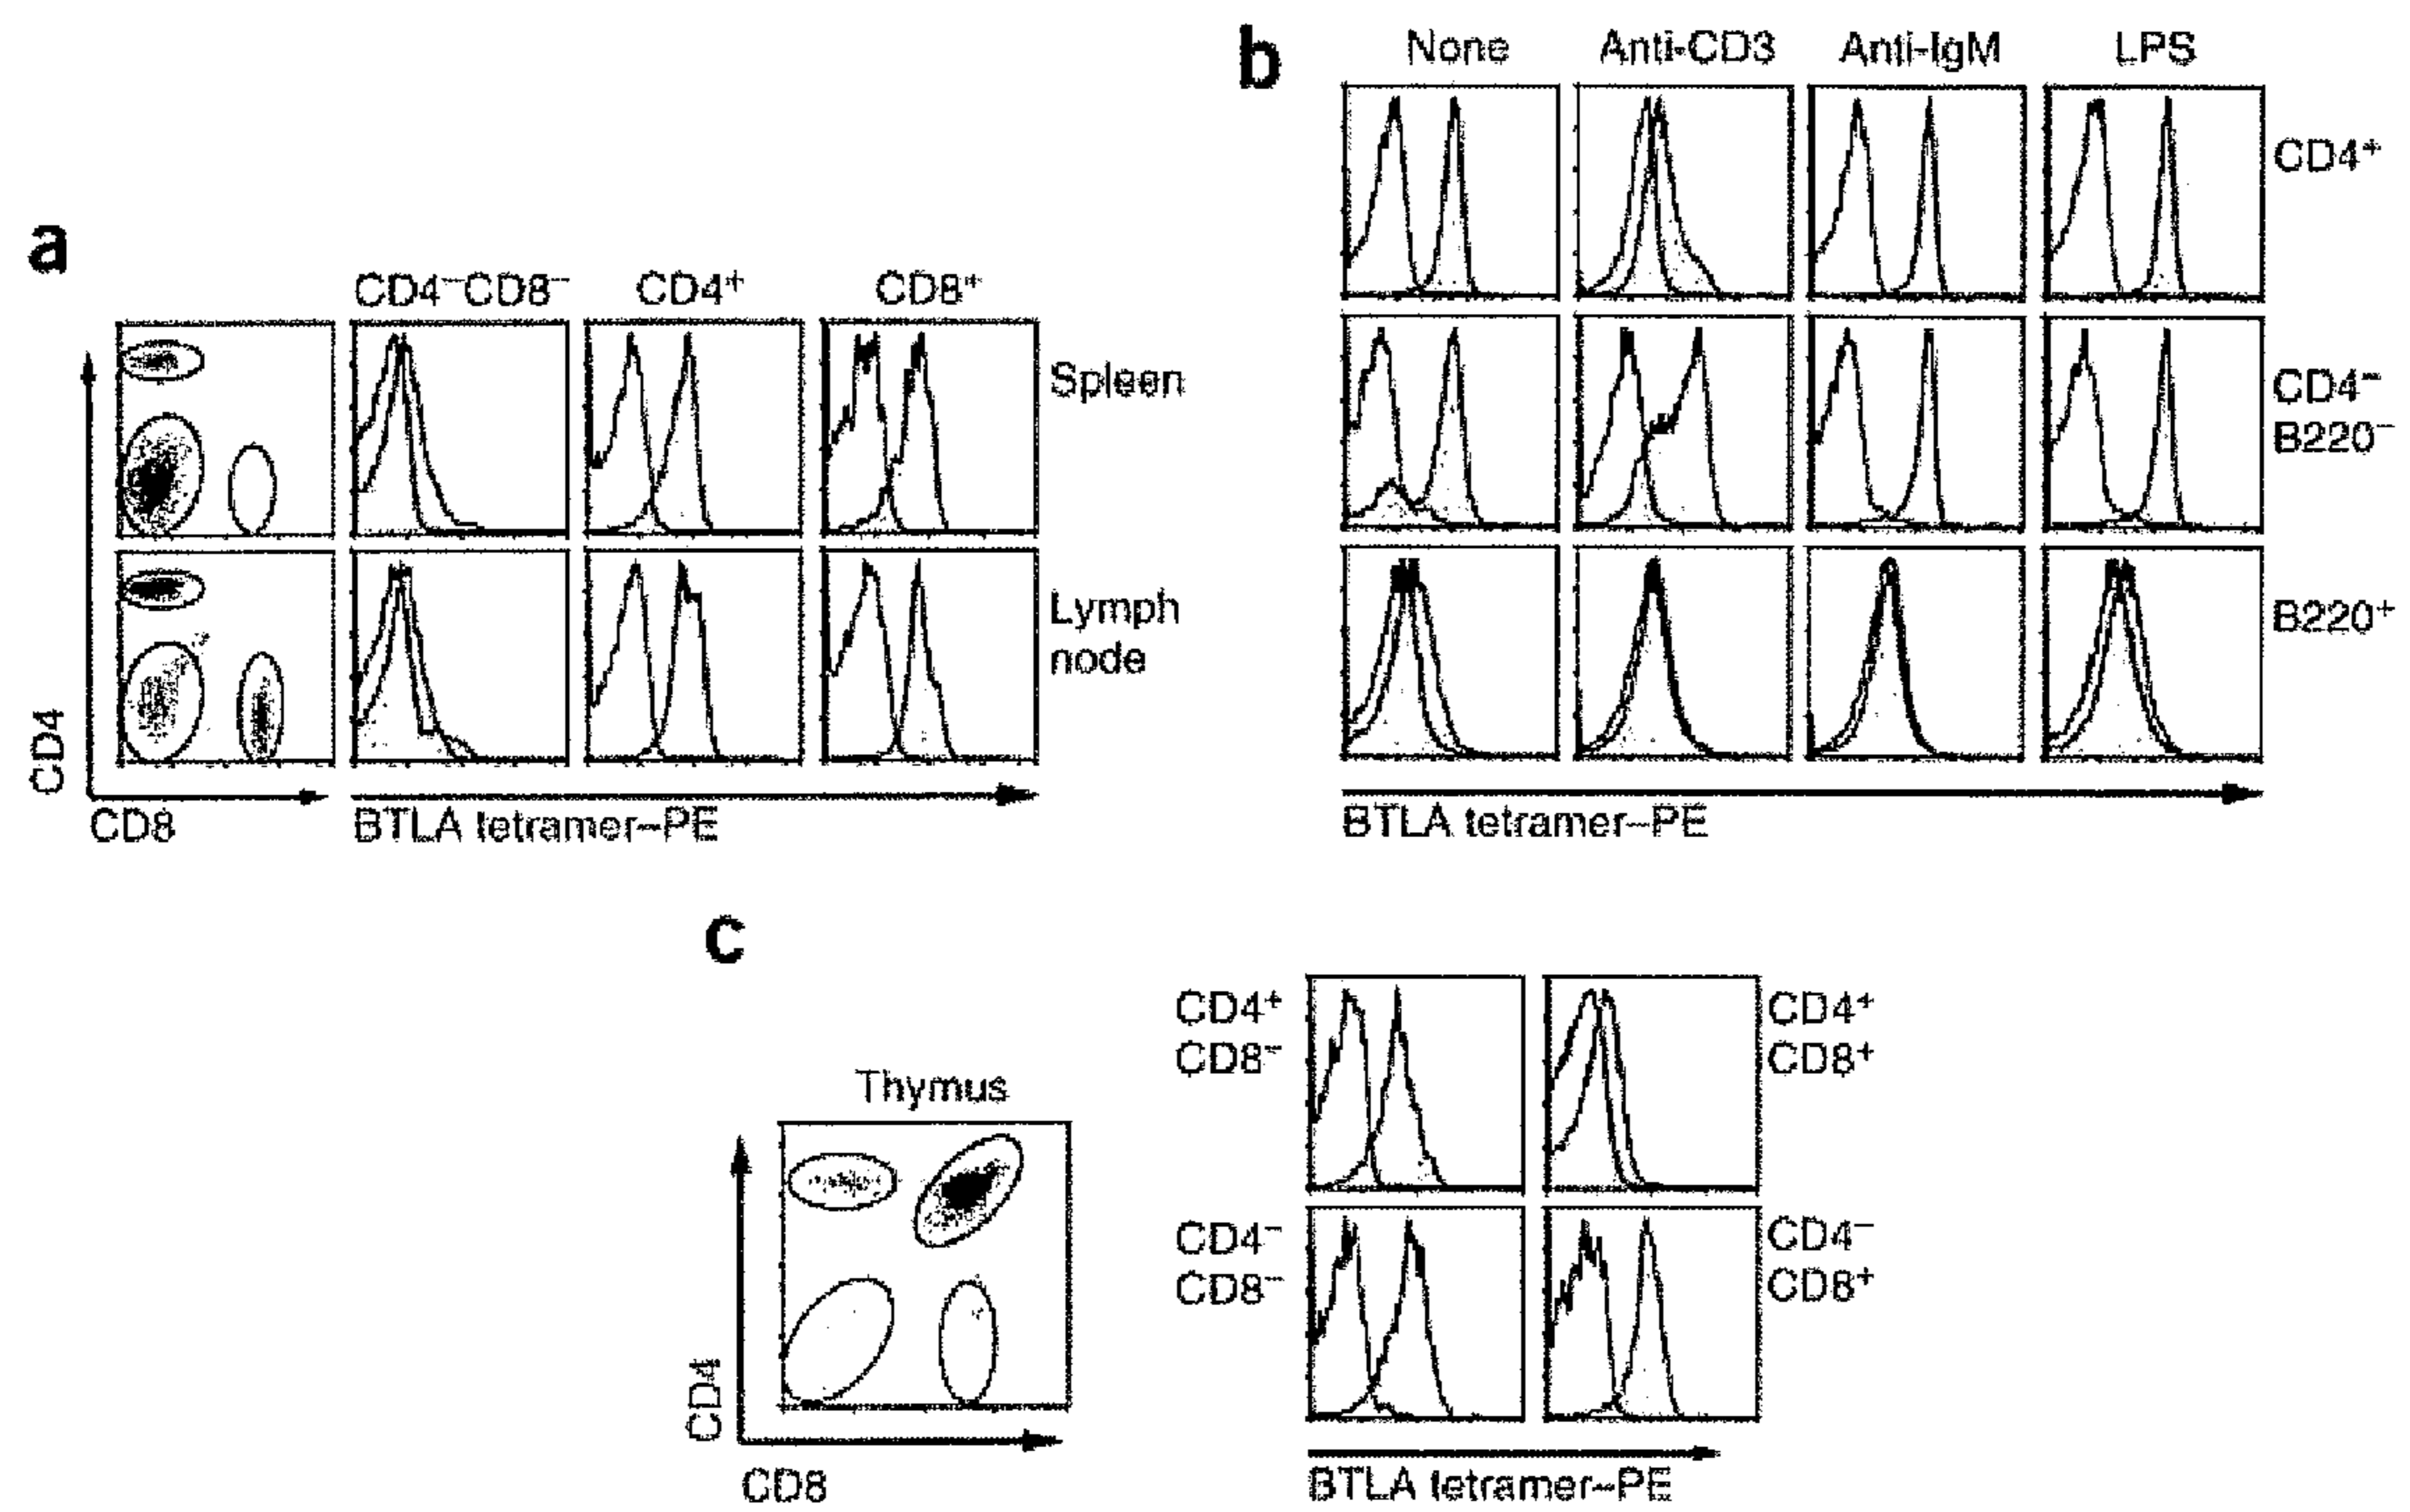 a
CD4⁻CD8⁻ CD4⁺ CD8⁺
Spleen
Lymph
node
CD4
CD8
BTLA tetramer–PE
b
None Anti-CD3 Anti-IgM LPS
CD4⁺
CD4⁻
B220⁻
B220⁺
BTLA tetramer–PE
c
Thymus
CD4
CD8
CD4⁺
CD8⁻
CD4⁺
CD8⁺
CD4⁻
CD8⁻
CD4⁻
CD8⁺
BTLA tetramer–PE